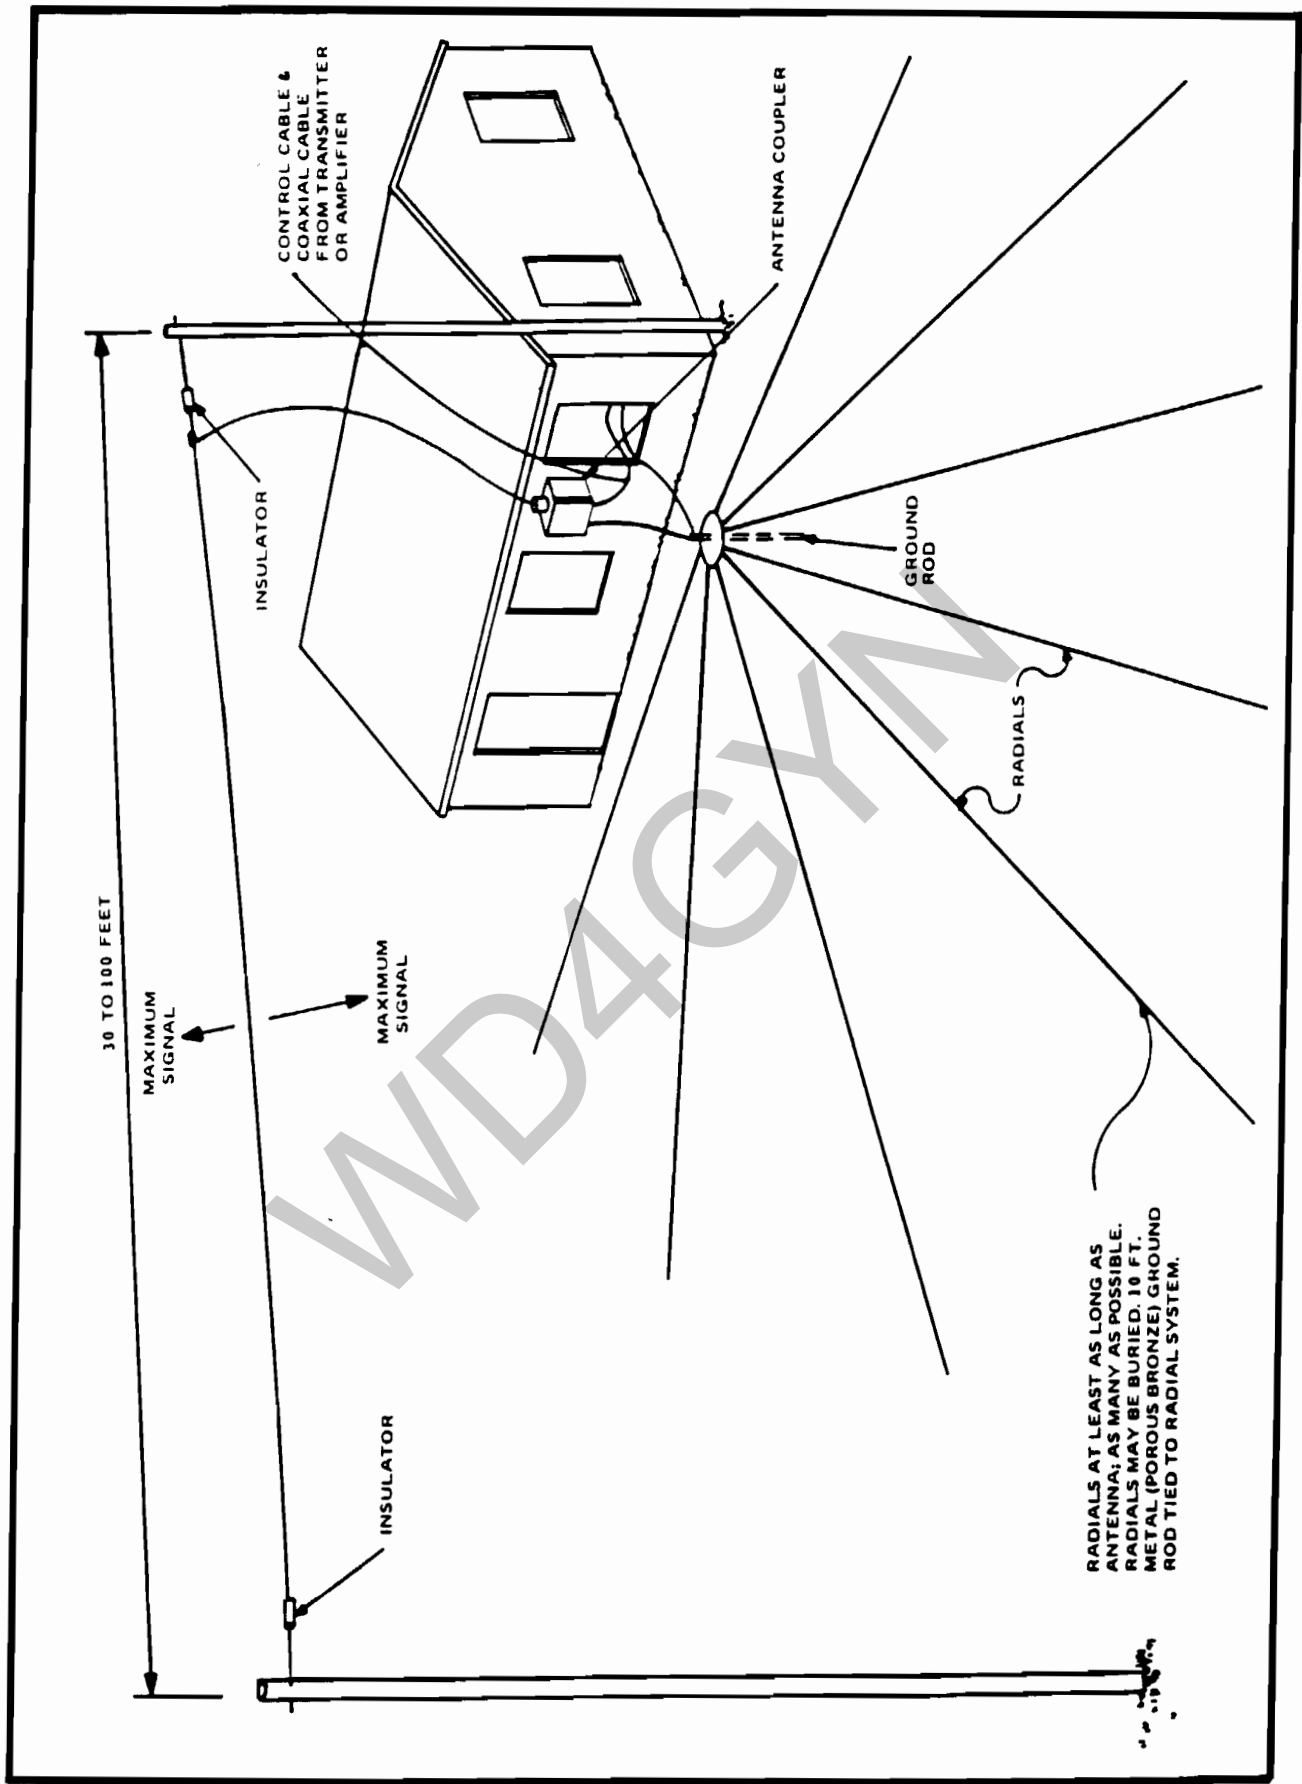 30 TO 100 FEET
MAXIMUM
SIGNAL
MAXIMUM
SIGNAL
CONTROL CABLE &
COAXIAL CABLE
FROM TRANSMITTER
OR AMPLIFIER
INSULATOR
INSULATOR
ANTENNA COUPLER
GROUND
ROD
RADIALS
RADIALS AT LEAST AS LONG AS
ANTENNA; AS MANY AS POSSIBLE.
RADIALS MAY BE BURIED. 10 FT.
METAL (POROUS BRONZE) GROUND
ROD TIED TO RADIAL SYSTEM.
WD4GYN